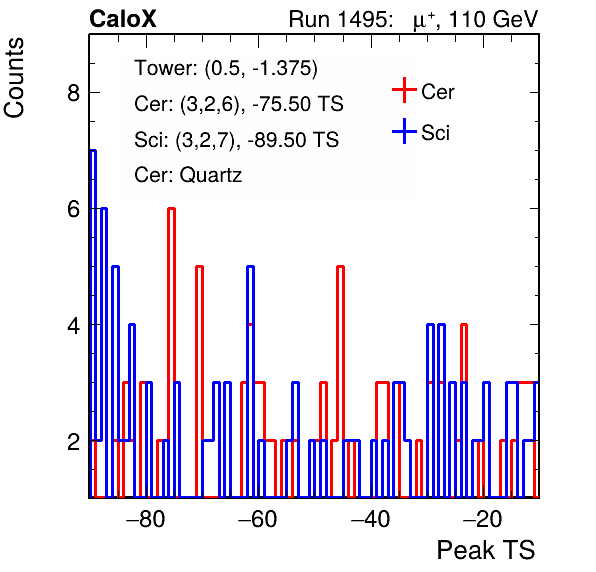 CaloX Run 1495: μ⁺, 110 GeV
Counts
Tower: (0.5, -1.375)
Cer: (3,2,6), -75.50 TS
Sci: (3,2,7), -89.50 TS
Cer: Quartz
Cer
Sci
8
6
4
2
−80 −60 −40 −20
Peak TS